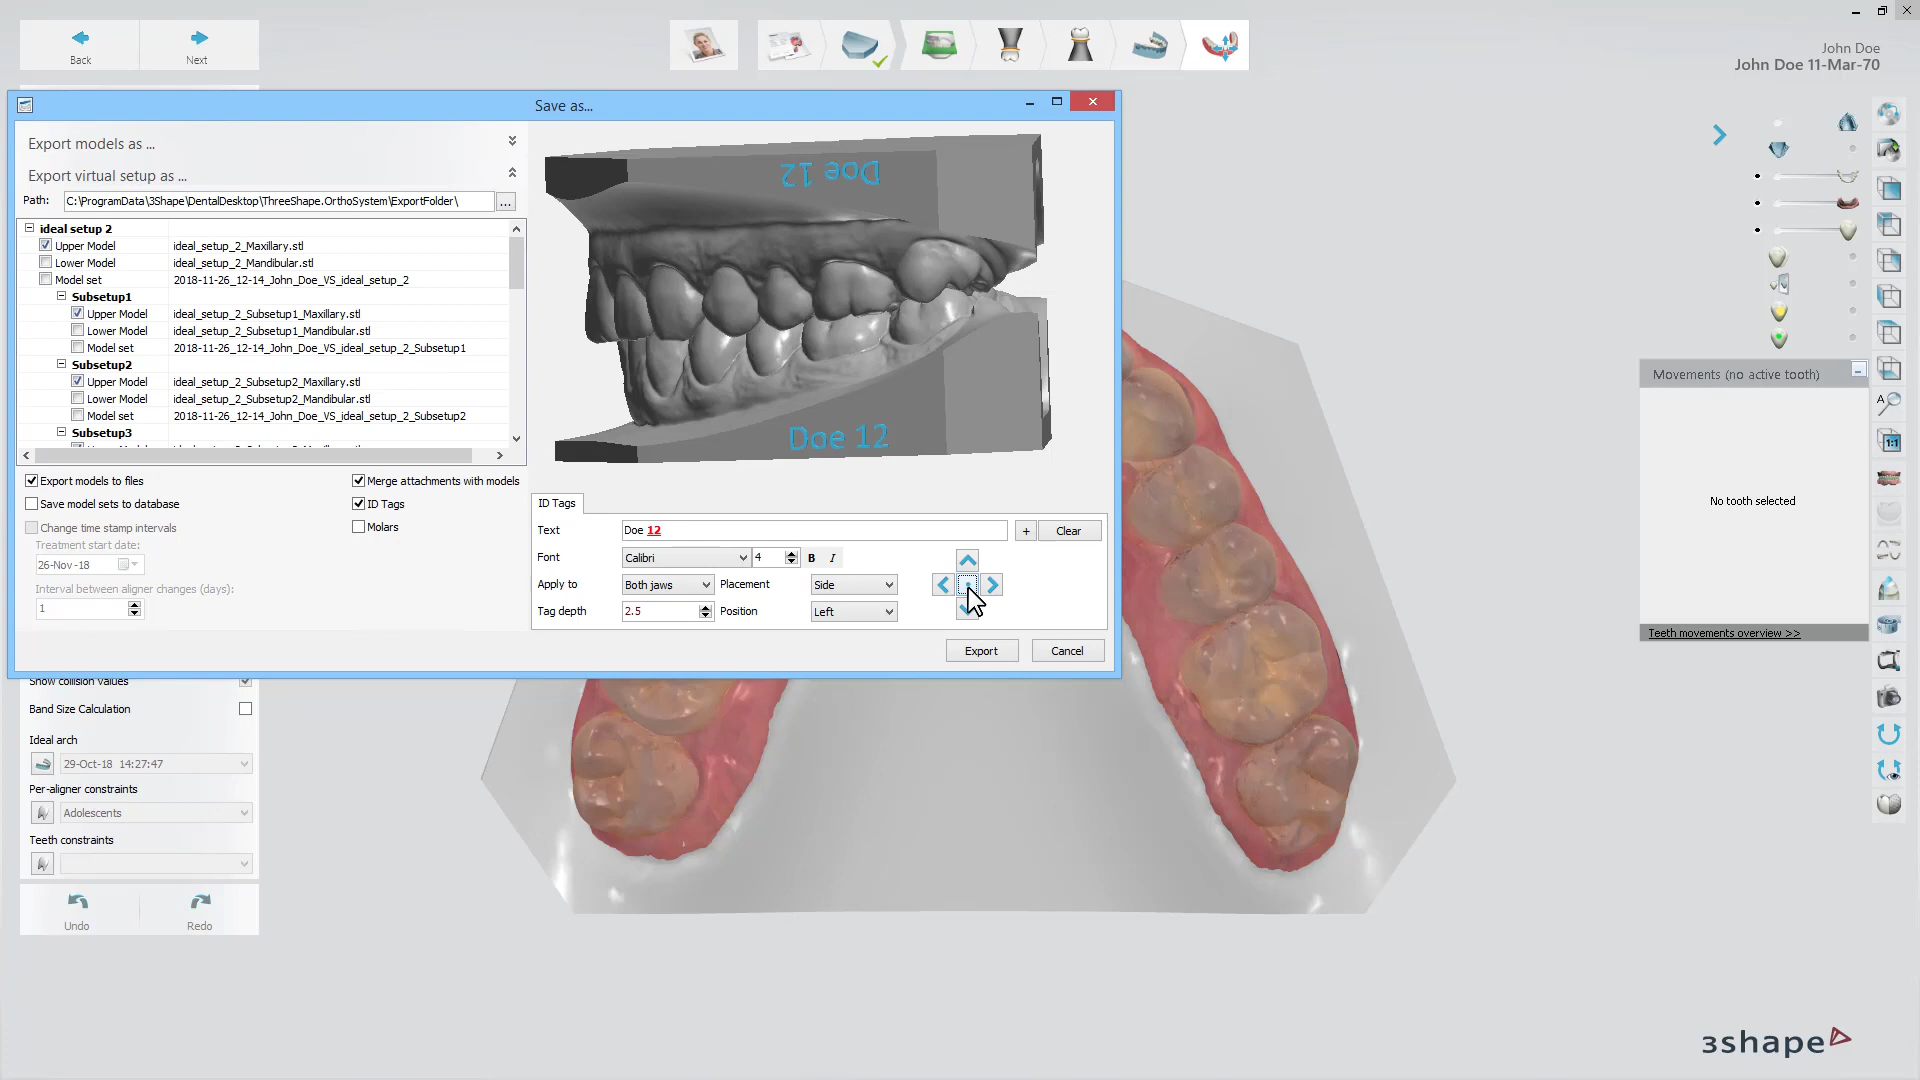 Back
Next
John Doe
John Doe 11-Mar-70
Save as...
Export models as ...
Export virtual setup as ...
Path: C:\ProgramData\3Shape\DentalDesktop\ThreeShape.OrthoSystem\ExportFolder\ ...
ideal setup 2
Upper Model ideal_setup_2_Maxillary.stl
Lower Model ideal_setup_2_Mandibular.stl
Model set 2018-11-26_12-14_John_Doe_VS_ideal_setup_2
Subsetup1
Upper Model ideal_setup_2_Subsetup1_Maxillary.stl
Lower Model ideal_setup_2_Subsetup1_Mandibular.stl
Model set 2018-11-26_12-14_John_Doe_VS_ideal_setup_2_Subsetup1
Subsetup2
Upper Model ideal_setup_2_Subsetup2_Maxillary.stl
Lower Model ideal_setup_2_Subsetup2_Mandibular.stl
Model set 2018-11-26_12-14_John_Doe_VS_ideal_setup_2_Subsetup2
Subsetup3
Export models to files
Save model sets to database
Change time stamp intervals
Treatment start date:
26-Nov -18
Interval between aligner changes (days):
1
Merge attachments with models
ID Tags
Molars
Doe 12
Doe 12
ID Tags
Text Doe 12 + Clear
Font Calibri 4 B I
Apply to Both jaws Placement Side
Tag depth 2.5 Position Left
Export Cancel
Show collision values
Band Size Calculation
Ideal arch
29-Oct-18 14:27:47
Per-aligner constraints
Adolescents
Teeth constraints
Undo
Redo
Movements (no active tooth)
No tooth selected
Teeth movements overview >>
A
1:1
3shape